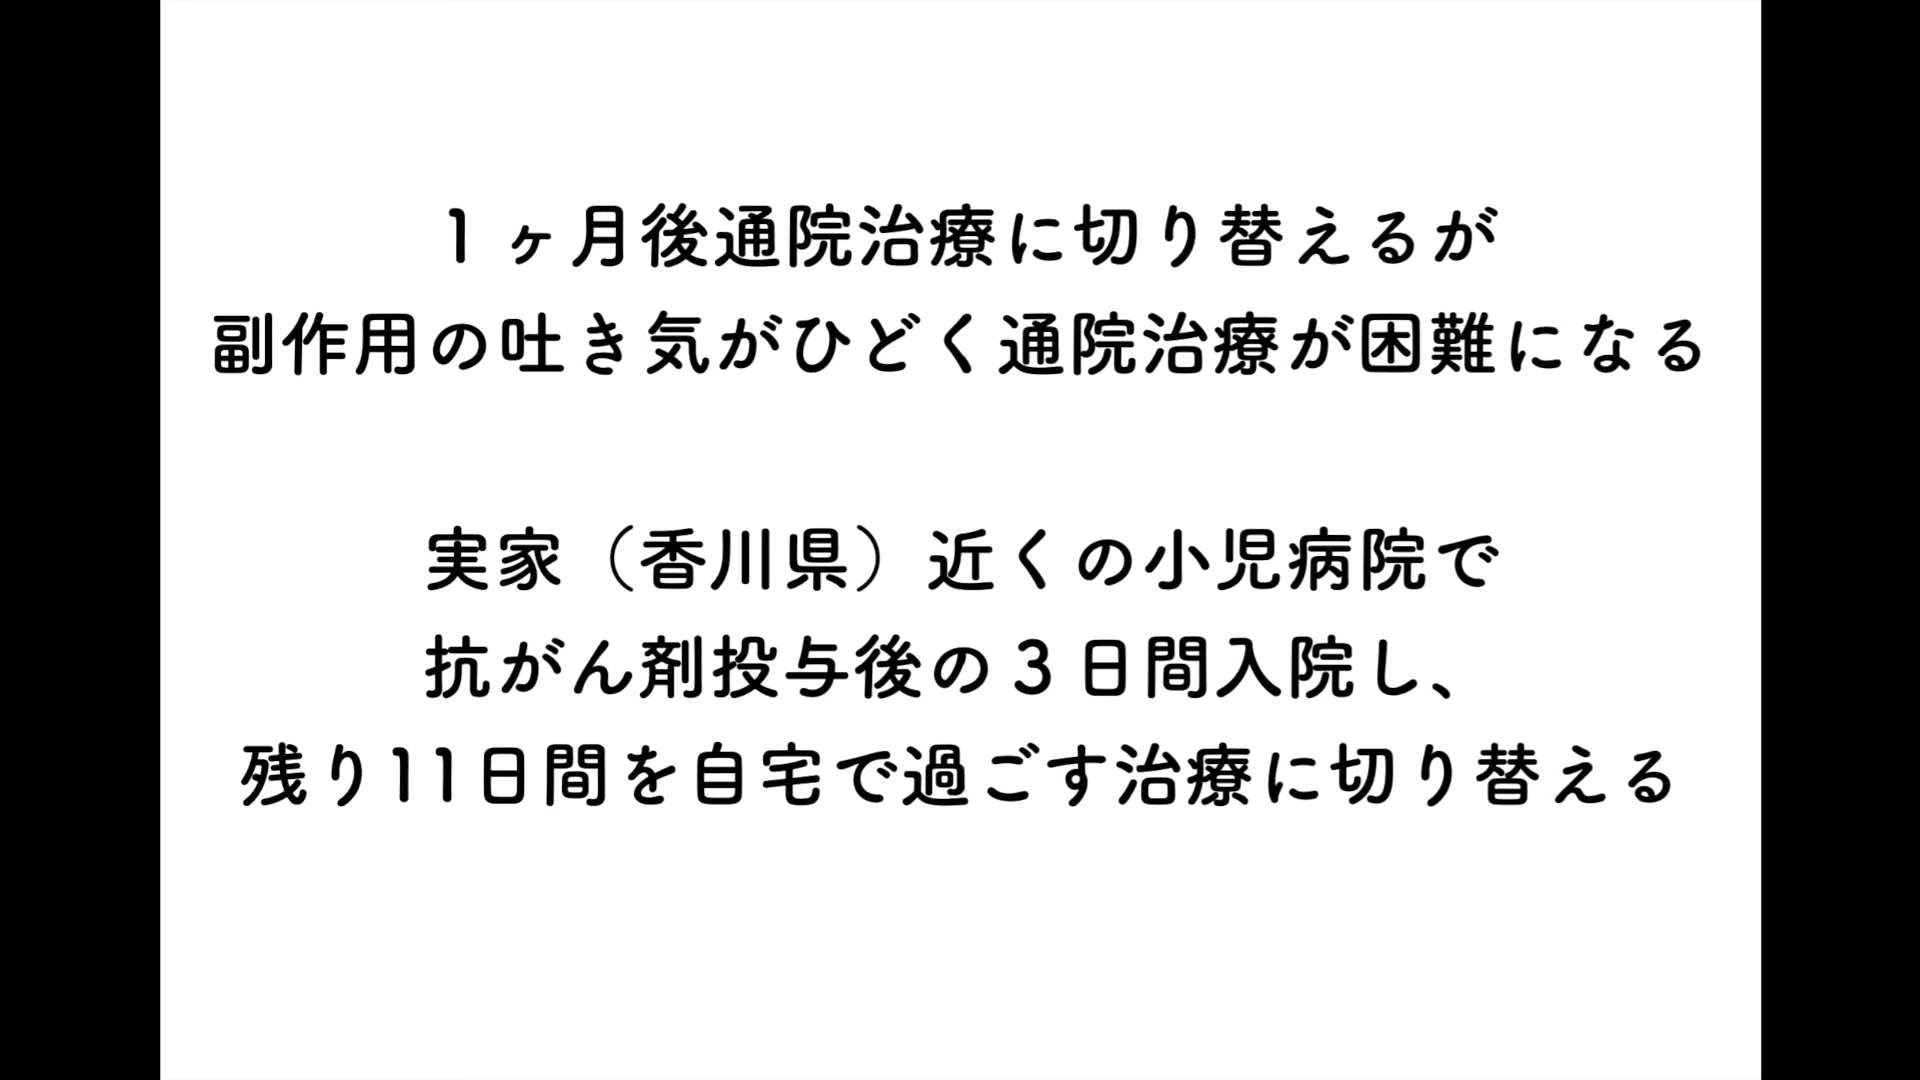 １ヶ月後通院治療に切り替えるが
副作用の吐き気がひどく通院治療が困難になる
実家（香川県）近くの小児病院で
抗がん剤投与後の３日間入院し、
残り11日間を自宅で過ごす治療に切り替える